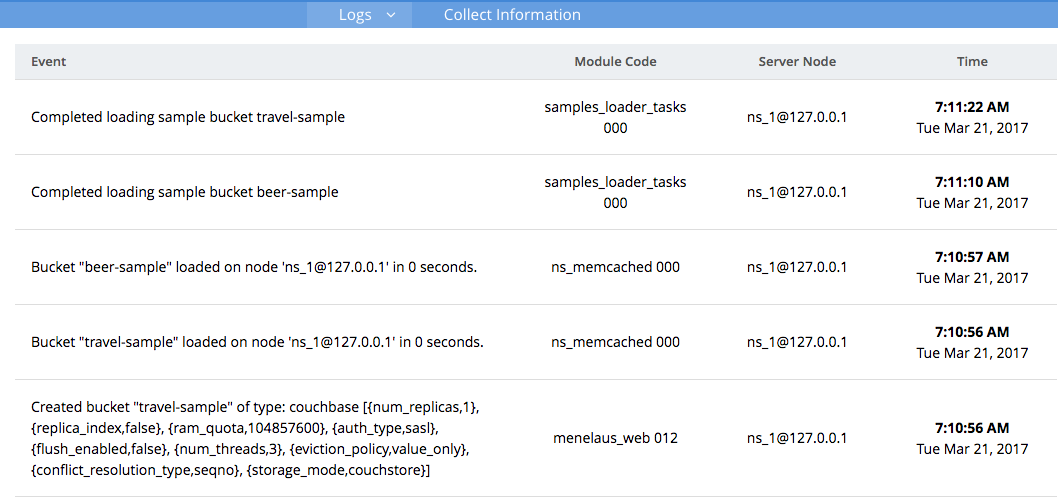 Logs Collect Information
Event Module Code Server Node Time
Completed loading sample bucket travel-sample samples_loader_tasks 000 ns_1@127.0.0.1 7:11:22 AM Tue Mar 21, 2017
Completed loading sample bucket beer-sample samples_loader_tasks 000 ns_1@127.0.0.1 7:11:10 AM Tue Mar 21, 2017
Bucket "beer-sample" loaded on node 'ns_1@127.0.0.1' in 0 seconds. ns_memcached 000 ns_1@127.0.0.1 7:10:57 AM Tue Mar 21, 2017
Bucket "travel-sample" loaded on node 'ns_1@127.0.0.1' in 0 seconds. ns_memcached 000 ns_1@127.0.0.1 7:10:56 AM Tue Mar 21, 2017
Created bucket "travel-sample" of type: couchbase [{num_replicas,1},
{replica_index,false}, {ram_quota,104857600}, {auth_type,sasl},
{flush_enabled,false}, {num_threads,3}, {eviction_policy,value_only},
{conflict_resolution_type,seqno}, {storage_mode,couchstore}]
menelaus_web 012 ns_1@127.0.0.1 7:10:56 AM Tue Mar 21, 2017